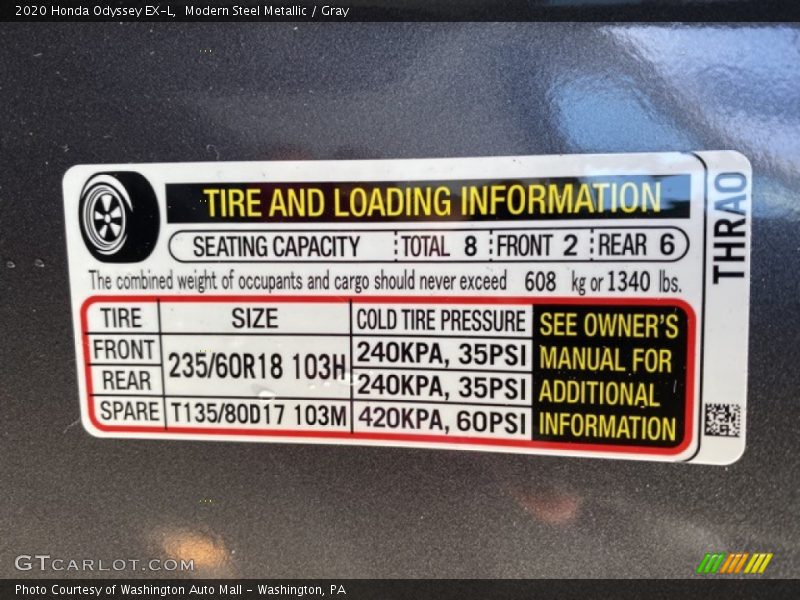 2020 Honda Odyssey EX-L, Modern Steel Metallic / Gray
TIRE AND LOADING INFORMATION
SEATING CAPACITY TOTAL 8 FRONT 2 REAR 6
The combined weight of occupants and cargo should never exceed 608 kg or 1340 lbs.
TIRE SIZE COLD TIRE PRESSURE
FRONT 235/60R18 103H 240KPA, 35PSI
REAR 240KPA, 35PSI
SPARE T135/80D17 103M 420KPA, 60PSI
SEE OWNER'S
MANUAL FOR
ADDITIONAL
INFORMATION
THRAO
GTCARLOT.COM
Photo Courtesy of Washington Auto Mall - Washington, PA